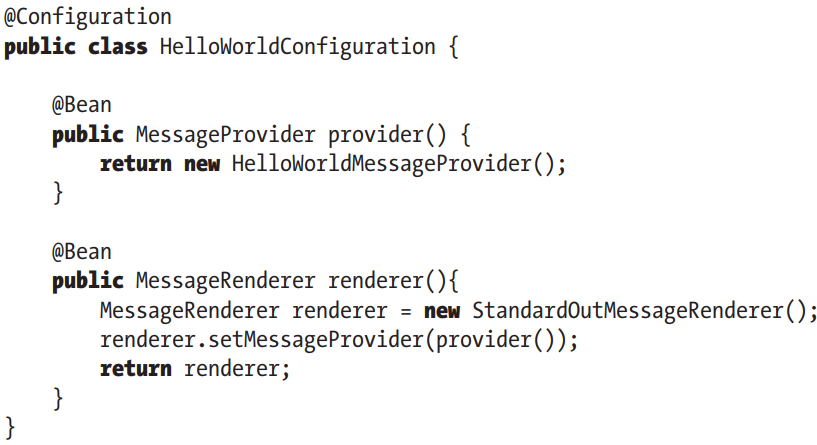 @Configuration
public class HelloWorldConfiguration {

    @Bean
    public MessageProvider provider() {
        return new HelloWorldMessageProvider();
    }

    @Bean
    public MessageRenderer renderer(){
        MessageRenderer renderer = new StandardOutMessageRenderer();
        renderer.setMessageProvider(provider());
        return renderer;
    }
}